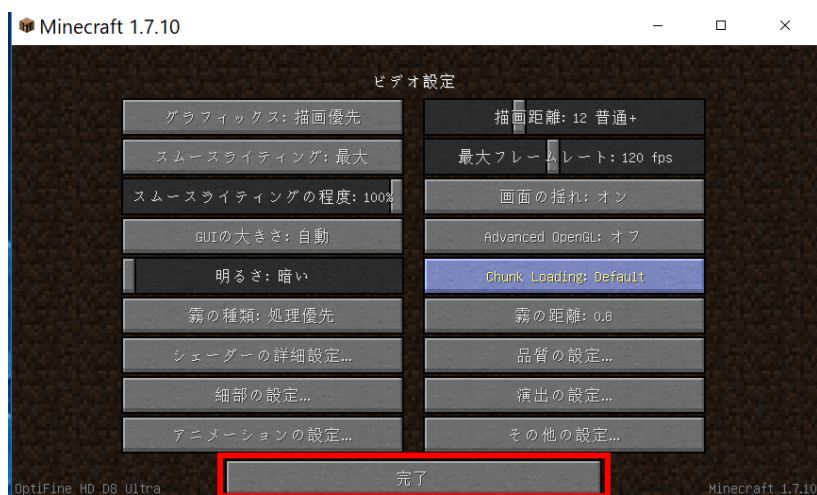 Minecraft 1.7.10
ビデオ設定
グラフィックス: 描画優先
描画距離: 12 普通+
スムースライティング: 最大
最大フレームレート: 120 fps
スムースライティングの程度: 100%
画面の揺れ: オン
GUIの大きさ: 自動
Advanced OpenGL: オフ
明るさ: 暗い
Chunk Loading: Default
霧の種類: 処理優先
霧の距離: 0.8
シェーダーの詳細設定...
品質の設定...
細部の設定...
演出の設定...
アニメーションの設定...
その他の設定...
完了
OptiFine HD D8 Ultra
Minecraft 1.7.10